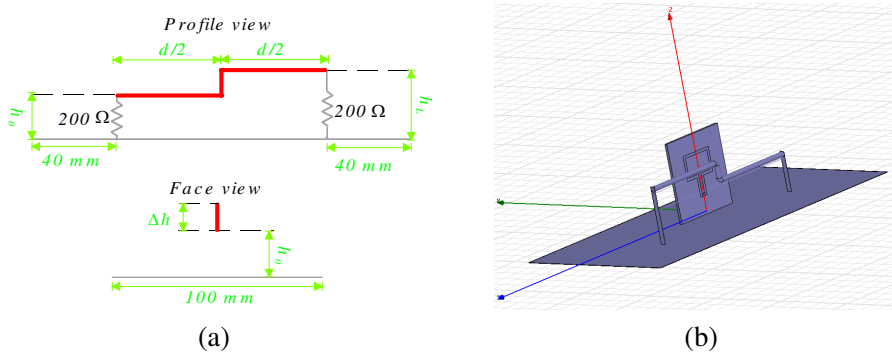 Profile view
d/2 d/2
h0 200 Ω 200 Ω hL
40 mm 40 mm
Face view
Δh
h0
100 mm
(a)
z
(b)